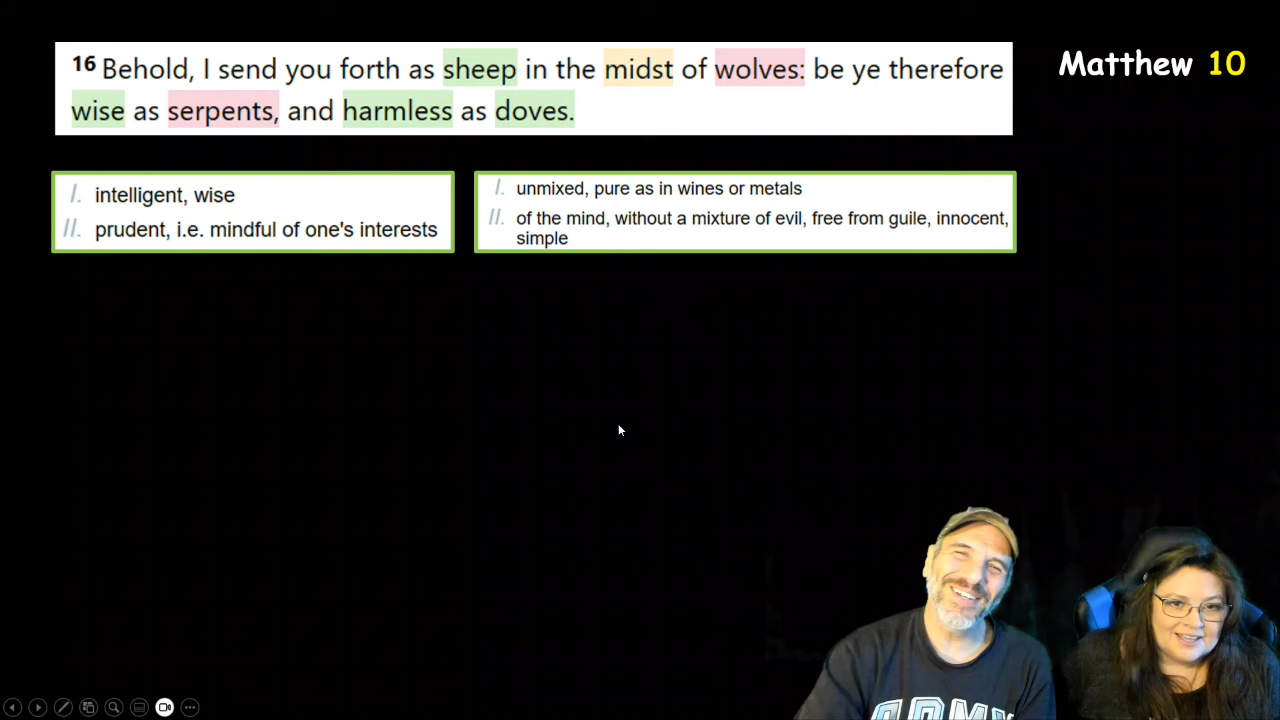 Matthew 10
16 Behold, I send you forth as sheep in the midst of wolves: be ye therefore
wise as serpents, and harmless as doves.
I. intelligent, wise
II. prudent, i.e. mindful of one's interests
I. unmixed, pure as in wines or metals
II. of the mind, without a mixture of evil, free from guile, innocent,
simple
ARMY